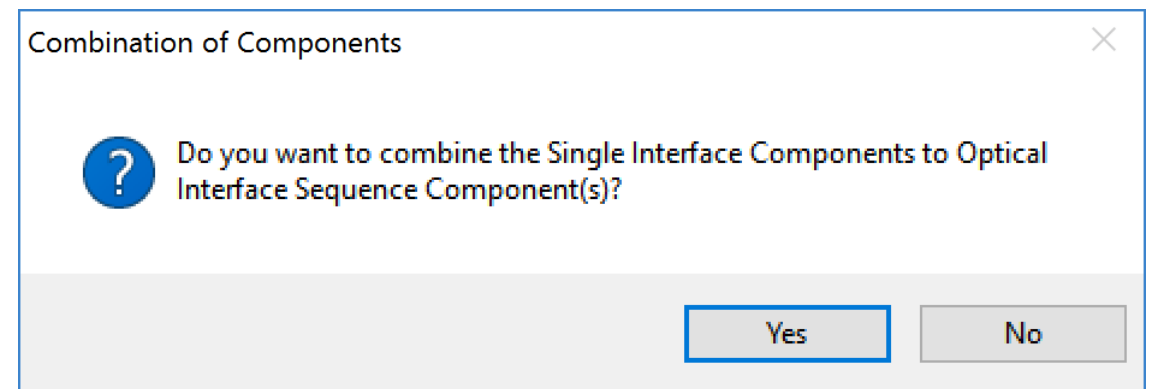 Combination of Components
Do you want to combine the Single Interface Components to Optical
Interface Sequence Component(s)?
Yes No